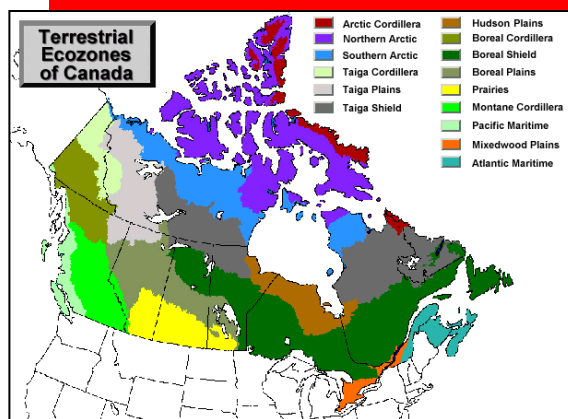 Terrestrial
Ecozones
of Canada
Arctic Cordillera
Northern Arctic
Southern Arctic
Taiga Cordillera
Taiga Plains
Taiga Shield
Hudson Plains
Boreal Cordillera
Boreal Shield
Boreal Plains
Prairies
Montane Cordillera
Pacific Maritime
Mixedwood Plains
Atlantic Maritime